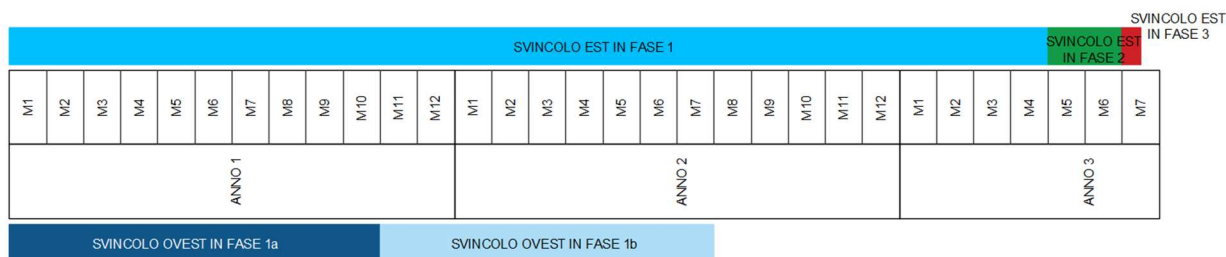 SVINCOLO EST
IN FASE 3
SVINCOLO EST IN FASE 1
SVINCOLO EST
IN FASE 2
M1 M2 M3 M4 M5 M6 M7 M8 M9 M10 M11 M12 M1 M2 M3 M4 M5 M6 M7 M8 M9 M10 M11 M12 M1 M2 M3 M4 M5 M6 M7
ANNO 1 ANNO 2 ANNO 3
SVINCOLO OVEST IN FASE 1a SVINCOLO OVEST IN FASE 1b